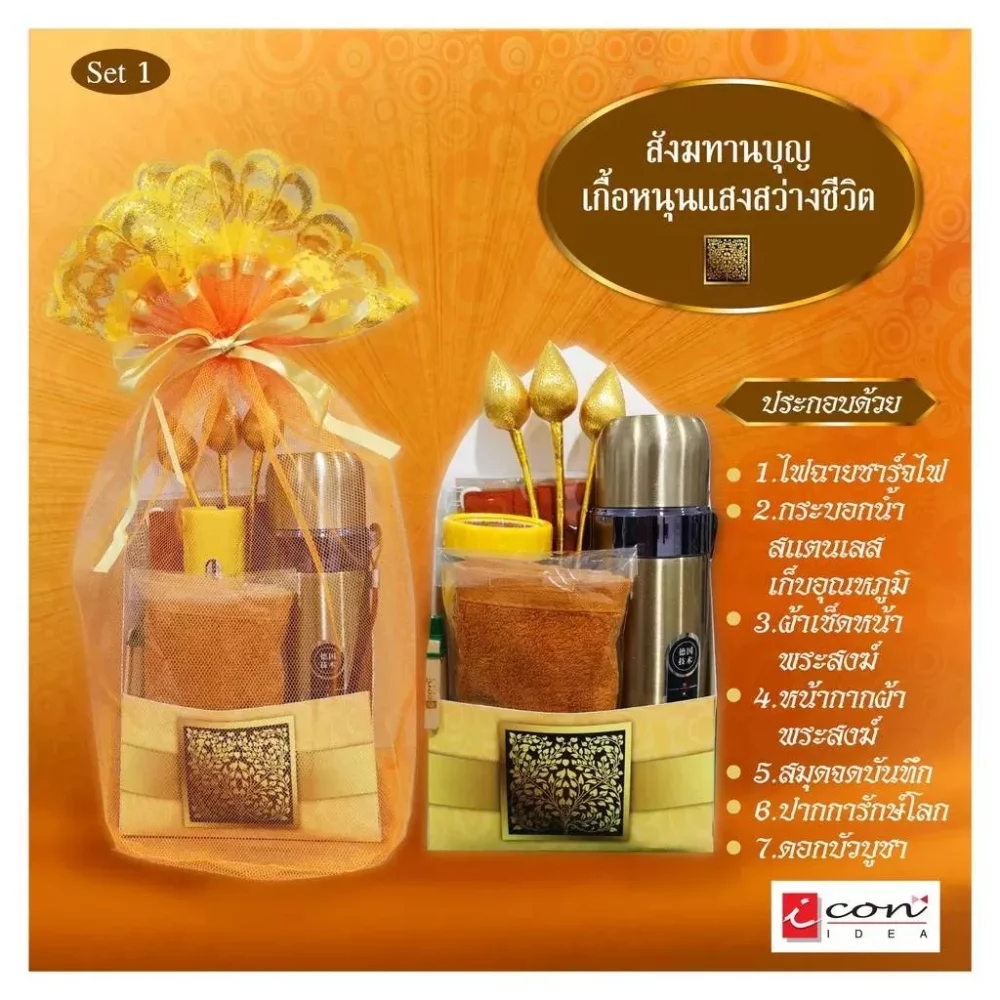 Set 1
สังฆทานบุญ
เกื้อหนุนแสงสว่างชีวิต
ประกอบด้วย
1.ไฟฉายชาร์จไฟ
2.กระบอกน้ำ
สแตนเลส
เก็บอุณหภูมิ
3.ผ้าเช็ดหน้า
พระสงฆ์
4.หน้ากากผ้า
พระสงฆ์
5.สมุดจดบันทึก
6.ปากการักษ์โลก
7.ดอกบัวบูชา
德国
技术
icon
IDEA